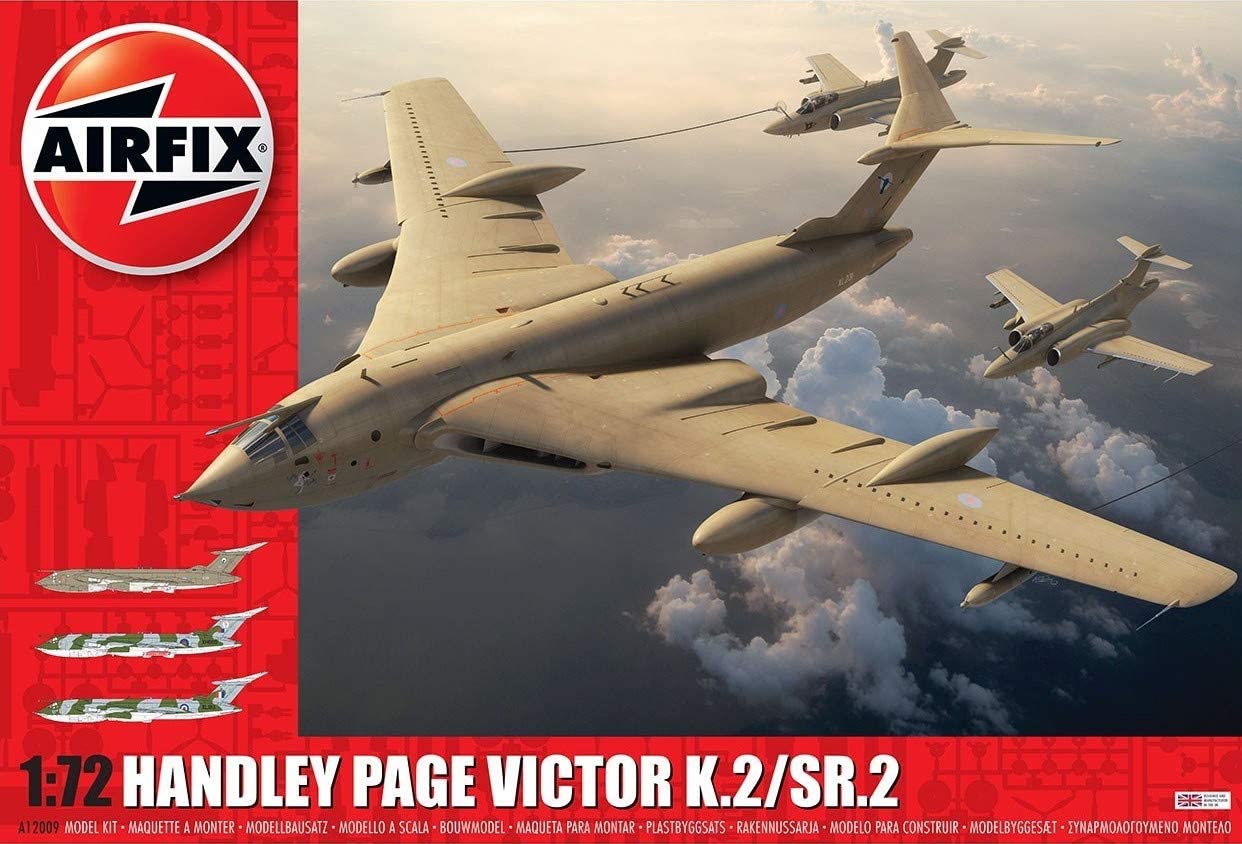 AIRFIX®
1:72 HANDLEY PAGE VICTOR K.2/SR.2
A12009 MODEL KIT • MAQUETTE A MONTER • MODELLBAUSATZ • MODELLO A SCALA • BOUWMODEL • MAQUETA PARA MONTAR • PLASTBYGGSATS • RAKENNUSSARJA • MODELO PARA CONSTRUIR • MODELBYGGESÆT • ΣΥΝΑΡΜΟΛΟΓΟΥΜΕΝΟ ΜΟΝΤΕΛΟ